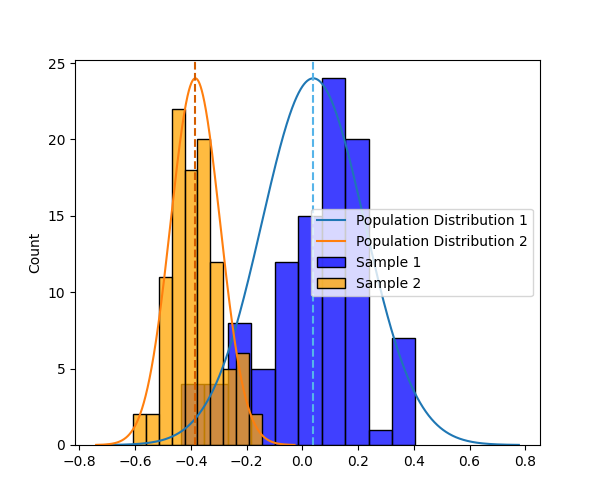 25
20
15
10
5
0
Count
Population Distribution 1
Population Distribution 2
Sample 1
Sample 2
−0.8 −0.6 −0.4 −0.2 0.0 0.2 0.4 0.6 0.8